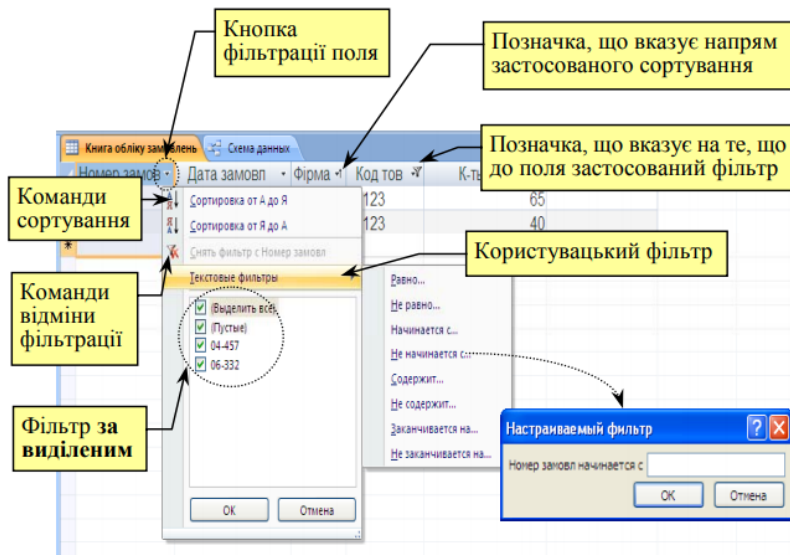 Кнопка
фільтрації поля
Позначка, що вказує напрям
застосованого сортування
Книга обліку замовлень
Схема данных
Позначка, що вказує на те, що
до поля застосований фільтр
Номер замов
Дата замовл
Фірма
Код тов
К-ть
Команди
сортування
Сортировка от А до Я
123
65
Сортировка от Я до А
123
40
Снять фильтр с Номер замовл
Користувацький фільтр
Текстовые фильтры
Команди
відміни
фільтрації
(Выделить все)
(Пустые)
04-457
06-332
Равно...
Не равно...
Начинается с...
Не начинается с...
Содержит...
Не содержит...
Заканчивается на...
Не заканчивается на...
Фільтр за
виділеним
Настраиваемый фильтр
Номер замовл начинается с
ОК
Отмена
ОК
Отмена